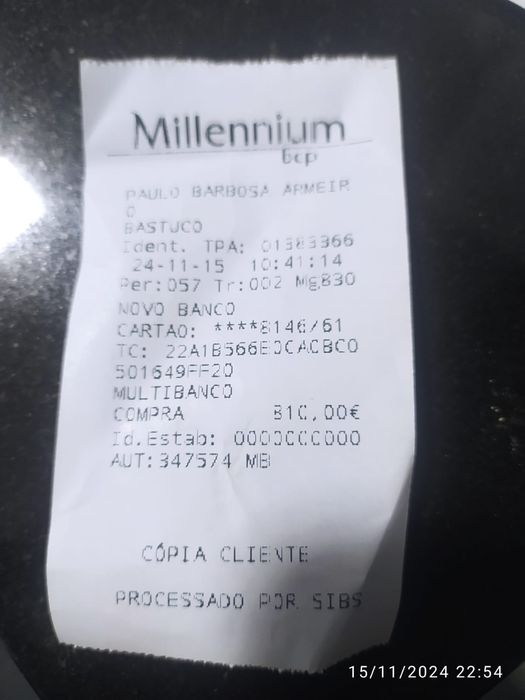 Millennium
bcp
PAULO BARBOSA ARMEIR
O
BASTUCO
Ident. TPA: 01383366
24-11-15 10:41:14
Per:057 Tr:002 Msg830
NOVO BANCO
CARTAO: ****8146/61
TC: 22A1B566E0CACBC0
501649FF20
MULTIBANCO
COMPRA 810,00€
Id.Estab: 0000000000
AUT:347574 MB
CÓPIA CLIENTE
PROCESSADO POR SIBS
15/11/2024 22:54